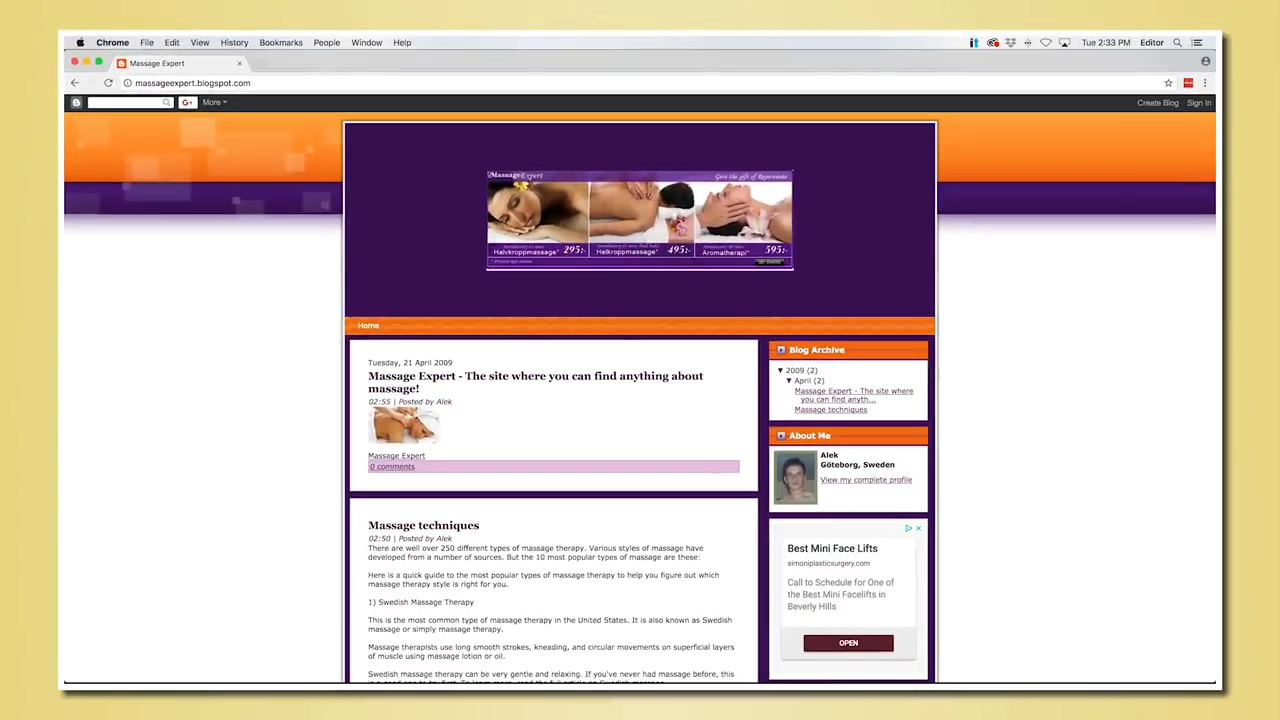 Chrome File Edit View History Bookmarks People Window Help
Tue 2:33 PM Editor
Massage Expert
massageexpert.blogspot.com
G+ More
Create Blog Sign In
Massage Expert Give the gift of Rejuvenate
Halvkroppmassage* 295:- Helkroppmassage* 495:- Aromatherapi* 595:-
Home
Tuesday, 21 April 2009
Massage Expert - The site where you can find anything about
massage!
02:55 | Posted by Alek
Massage Expert
0 comments
Massage techniques
02:50 | Posted by Alek
There are well over 250 different types of massage therapy. Various styles of massage have
developed from a number of sources. But the 10 most popular types of massage are these:
Here is a quick guide to the most popular types of massage therapy to help you figure out which
massage therapy style is right for you.
1) Swedish Massage Therapy
This is the most common type of massage therapy in the United States. It is also known as Swedish
massage or simply massage therapy.
Massage therapists use long smooth strokes, kneading, and circular movements on superficial layers
of muscle using massage lotion or oil.
Swedish massage therapy can be very gentle and relaxing. If you've never had massage before, this
Blog Archive
▼ 2009 (2)
▼ April (2)
Massage Expert - The site where
you can find anyth...
Massage techniques
About Me
Alek
Göteborg, Sweden
View my complete profile
Best Mini Face Lifts
simoniplasticsurgery.com
Call to Schedule for One of
the Best Mini Facelifts in
Beverly Hills
OPEN